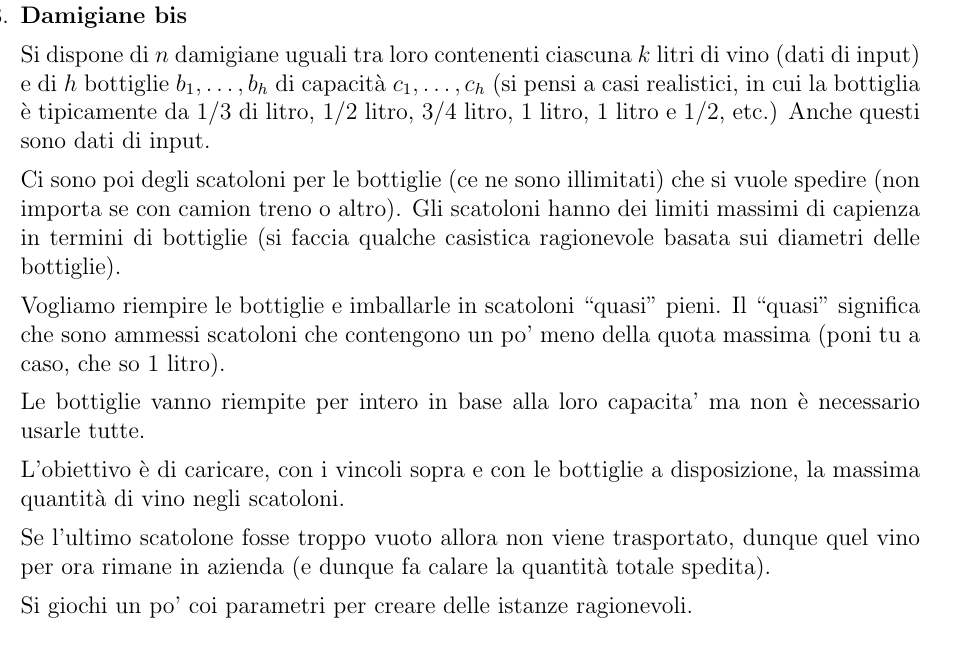 . Damigiane bis
Si dispone di n damigiane uguali tra loro contenenti ciascuna k litri di vino (dati di input)
e di h bottiglie b₁, . . . , bₕ di capacità c₁, . . . , cₕ (si pensi a casi realistici, in cui la bottiglia
è tipicamente da 1/3 di litro, 1/2 litro, 3/4 litro, 1 litro, 1 litro e 1/2, etc.) Anche questi
sono dati di input.
Ci sono poi degli scatoloni per le bottiglie (ce ne sono illimitati) che si vuole spedire (non
importa se con camion treno o altro). Gli scatoloni hanno dei limiti massimi di capienza
in termini di bottiglie (si faccia qualche casistica ragionevole basata sui diametri delle
bottiglie).
Vogliamo riempire le bottiglie e imballarle in scatoloni “quasi” pieni. Il “quasi” significa
che sono ammessi scatoloni che contengono un po’ meno della quota massima (poni tu a
caso, che so 1 litro).
Le bottiglie vanno riempite per intero in base alla loro capacita’ ma non è necessario
usarle tutte.
L’obiettivo è di caricare, con i vincoli sopra e con le bottiglie a disposizione, la massima
quantità di vino negli scatoloni.
Se l’ultimo scatolone fosse troppo vuoto allora non viene trasportato, dunque quel vino
per ora rimane in azienda (e dunque fa calare la quantità totale spedita).
Si giochi un po’ coi parametri per creare delle istanze ragionevoli.